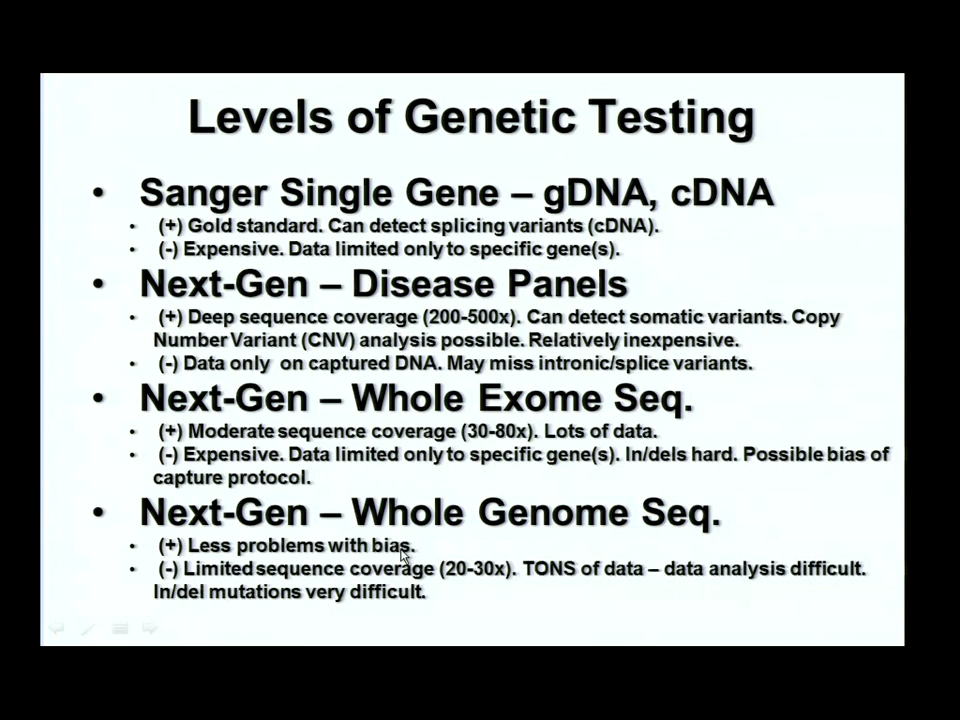 Levels of Genetic Testing
• Sanger Single Gene – gDNA, cDNA
• (+) Gold standard. Can detect splicing variants (cDNA).
• (-) Expensive. Data limited only to specific gene(s).
• Next-Gen – Disease Panels
• (+) Deep sequence coverage (200-500x). Can detect somatic variants. Copy
Number Variant (CNV) analysis possible. Relatively inexpensive.
• (-) Data only on captured DNA. May miss intronic/splice variants.
• Next-Gen – Whole Exome Seq.
• (+) Moderate sequence coverage (30-80x). Lots of data.
• (-) Expensive. Data limited only to specific gene(s). In/dels hard. Possible bias of
capture protocol.
• Next-Gen – Whole Genome Seq.
• (+) Less problems with bias.
• (-) Limited sequence coverage (20-30x). TONS of data – data analysis difficult.
In/del mutations very difficult.